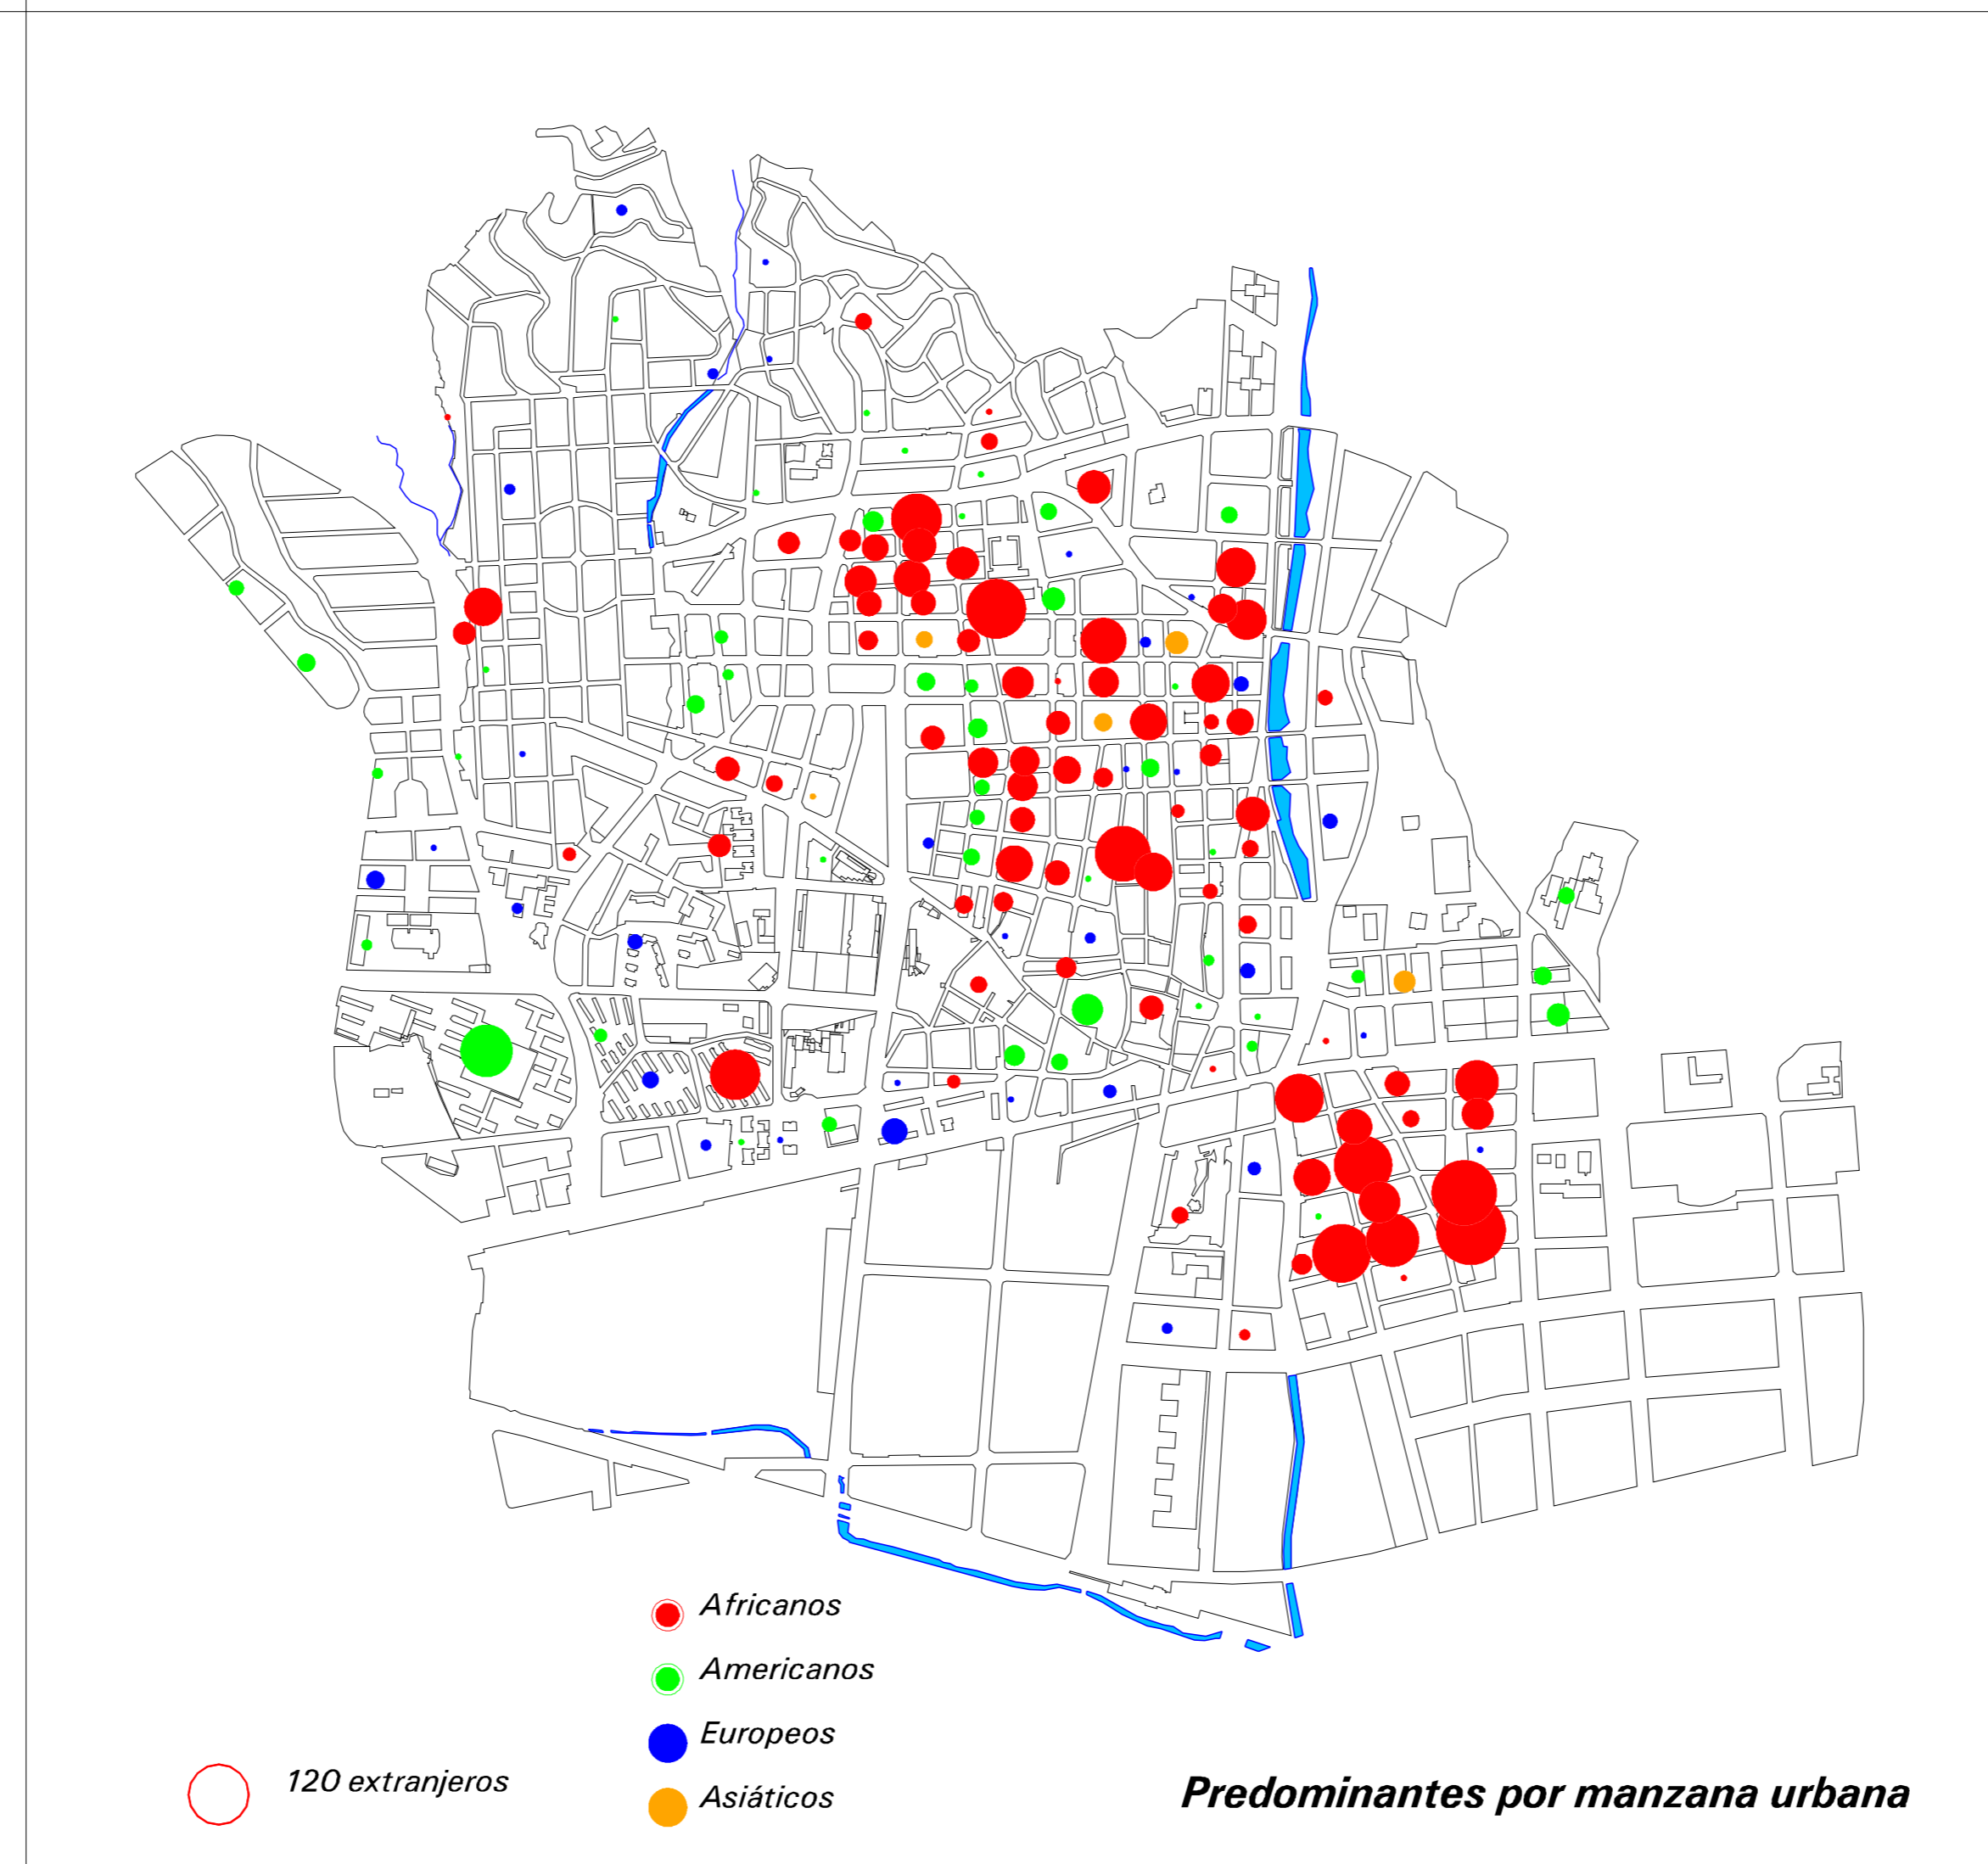 Africanos
Americanos
Europeos
120 extranjeros
Asiáticos
Predominantes por manzana urbana